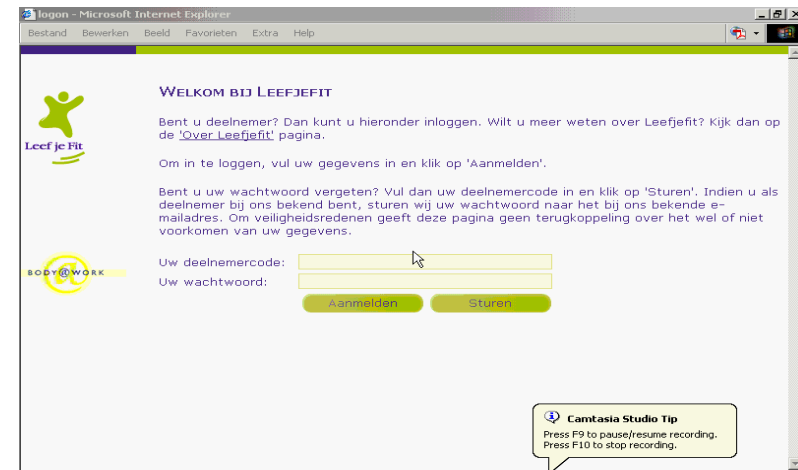 logon - Microsoft Internet Explorer
Bestand Bewerken Beeld Favorieten Extra Help
WELKOM BIJ LEEFJEFIT
Bent u deelnemer? Dan kunt u hieronder inloggen. Wilt u meer weten over Leefjefit? Kijk dan op
de 'Over Leefjefit' pagina.
Leef je Fit
Om in te loggen, vul uw gegevens in en klik op 'Aanmelden'.
Bent u uw wachtwoord vergeten? Vul dan uw deelnemercode in en klik op 'Sturen'. Indien u als
deelnemer bij ons bekend bent, sturen wij uw wachtwoord naar het bij ons bekende e-
mailadres. Om veiligheidsredenen geeft deze pagina geen terugkoppeling over het wel of niet
voorkomen van uw gegevens.
BODY@WORK
Uw deelnemercode:
Uw wachtwoord:
Aanmelden Sturen
Camtasia Studio Tip
Press F9 to pause/resume recording.
Press F10 to stop recording.